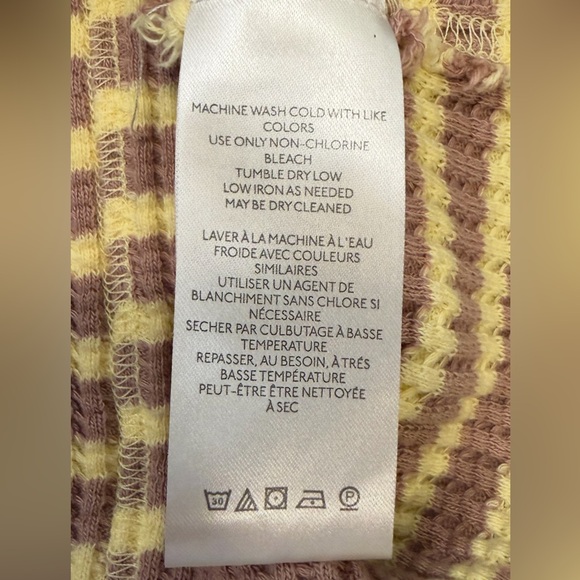 MACHINE WASH COLD WITH LIKE
COLORS
USE ONLY NON-CHLORINE
BLEACH
TUMBLE DRY LOW
LOW IRON AS NEEDED
MAY BE DRY CLEANED
LAVER À LA MACHINE À L'EAU
FROIDE AVEC COULEURS
SIMILAIRES
UTILISER UN AGENT DE
BLANCHIMENT SANS CHLORE SI
NÉCESSAIRE
SECHER PAR CULBUTAGE À BASSE
TEMPERATURE
REPASSER, AU BESOIN, À TRÉS
BASSE TEMPÉRATURE
PEUT-ÊTRE ÊTRE NETTOYÉE
À SEC
30 P